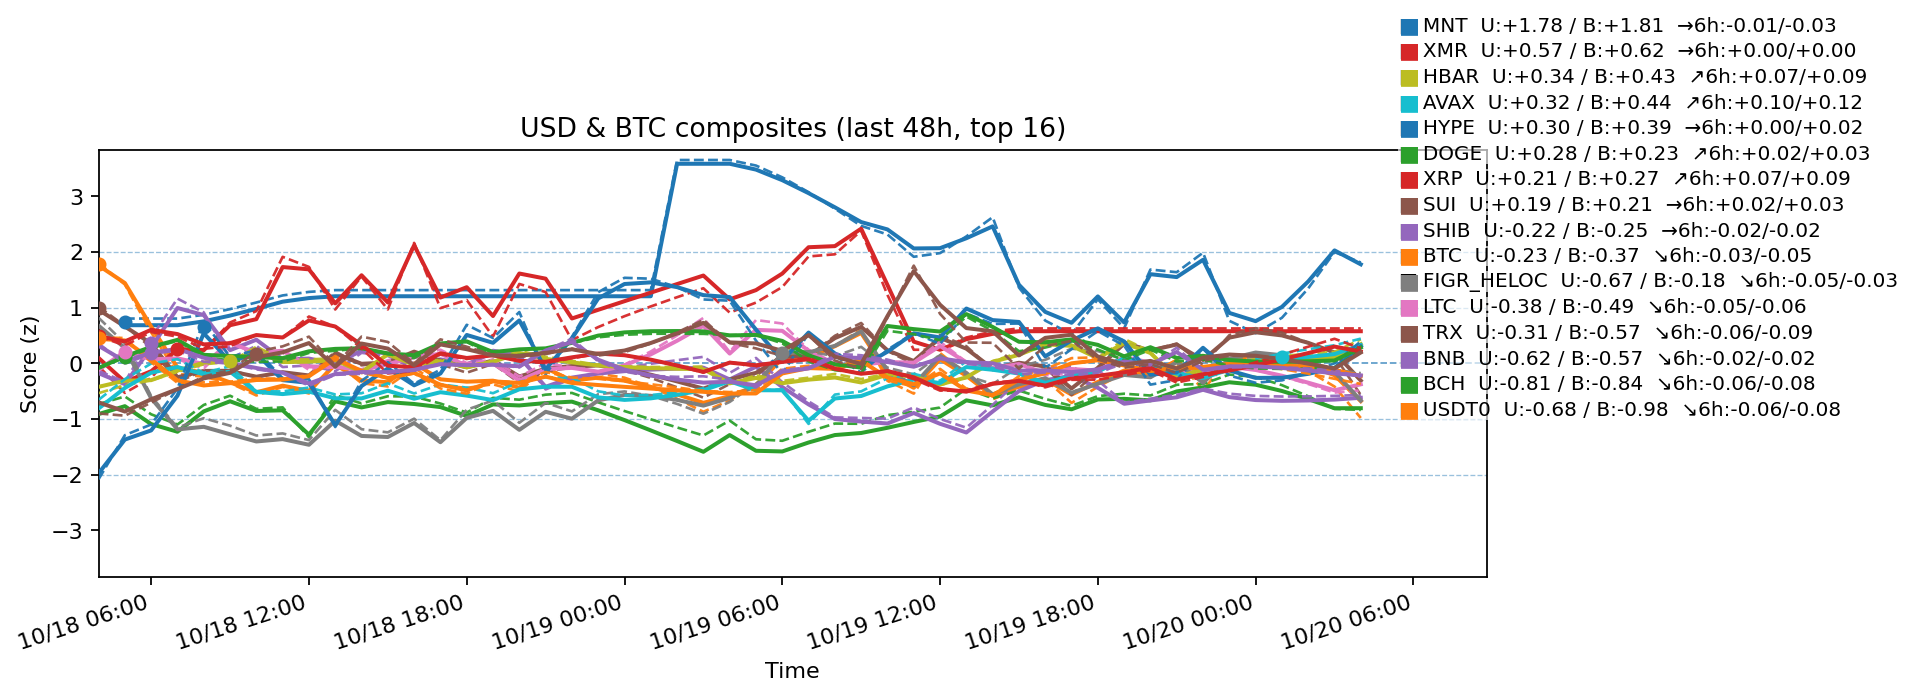 MNT  U:+1.78 / B:+1.81  →6h:-0.01/-0.03
XMR  U:+0.57 / B:+0.62  →6h:+0.00/+0.00
HBAR  U:+0.34 / B:+0.43  ↗6h:+0.07/+0.09
AVAX  U:+0.32 / B:+0.44  ↗6h:+0.10/+0.12
HYPE  U:+0.30 / B:+0.39  →6h:+0.00/+0.02
DOGE  U:+0.28 / B:+0.23  ↗6h:+0.02/+0.03
XRP  U:+0.21 / B:+0.27  ↗6h:+0.07/+0.09
SUI  U:+0.19 / B:+0.21  →6h:+0.02/+0.03
SHIB  U:-0.22 / B:-0.25  →6h:-0.02/-0.02
BTC  U:-0.23 / B:-0.37  ↘6h:-0.03/-0.05
FIGR_HELOC  U:-0.67 / B:-0.18  ↘6h:-0.05/-0.03
LTC  U:-0.38 / B:-0.49  ↘6h:-0.05/-0.06
TRX  U:-0.31 / B:-0.57  ↘6h:-0.06/-0.09
BNB  U:-0.62 / B:-0.57  ↘6h:-0.02/-0.02
BCH  U:-0.81 / B:-0.84  ↘6h:-0.06/-0.08
USDT0  U:-0.68 / B:-0.98  ↘6h:-0.06/-0.08
USD & BTC composites (last 48h, top 16)
Score (z)
3
2
1
0
−1
−2
−3
10/18 06:00
10/18 12:00
10/18 18:00
10/19 00:00
10/19 06:00
10/19 12:00
10/19 18:00
10/20 00:00
10/20 06:00
Time